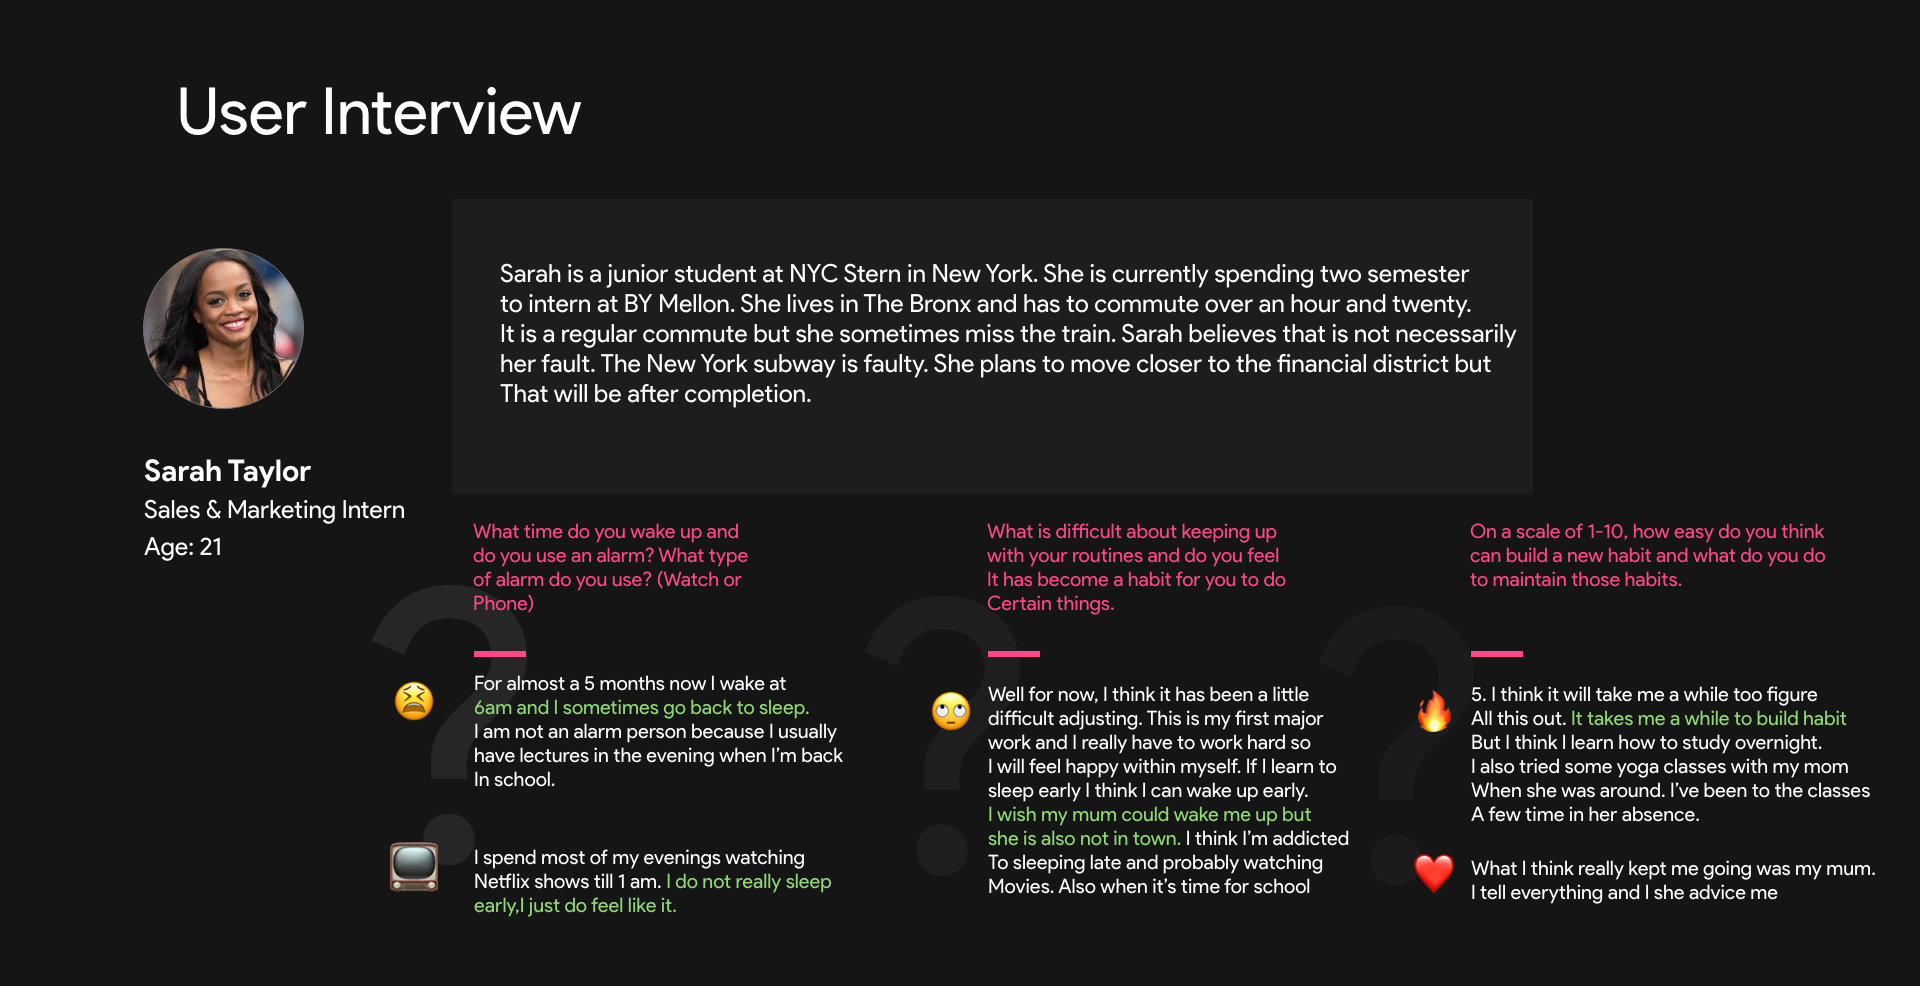 User Interview
Sarah is a junior student at NYC Stern in New York. She is currently spending two semester
to intern at BY Mellon. She lives in The Bronx and has to commute over an hour and twenty.
It is a regular commute but she sometimes miss the train. Sarah believes that is not necessarily
her fault. The New York subway is faulty. She plans to move closer to the financial district but
That will be after completion.
Sarah Taylor
Sales & Marketing Intern
Age: 21
What time do you wake up and
do you use an alarm? What type
of alarm do you use? (Watch or
Phone)
For almost a 5 months now I wake at
6am and I sometimes go back to sleep.
I am not an alarm person because I usually
have lectures in the evening when I'm back
In school.
I spend most of my evenings watching
Netflix shows till 1 am. I do not really sleep
early,I just do feel like it.
What is difficult about keeping up
with your routines and do you feel
It has become a habit for you to do
Certain things.
Well for now, I think it has been a little
difficult adjusting. This is my first major
work and I really have to work hard so
I will feel happy within myself. If I learn to
sleep early I think I can wake up early.
I wish my mum could wake me up but
she is also not in town. I think I'm addicted
To sleeping late and probably watching
Movies. Also when it's time for school
On a scale of 1-10, how easy do you think
can build a new habit and what do you do
to maintain those habits.
5. I think it will take me a while too figure
All this out. It takes me a while to build habit
But I think I learn how to study overnight.
I also tried some yoga classes with my mom
When she was around. I've been to the classes
A few time in her absence.
What I think really kept me going was my mum.
I tell everything and I she advice me
? ? ?